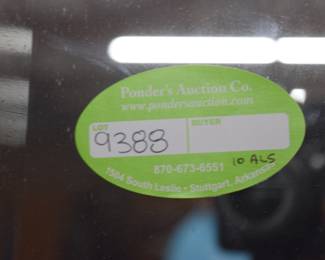 Ponder's Auction Co.
www.pondersauction.com
LOT
BUYER
9388
870-673-6551
10 ALS
1504 South Leslie • Stuttgart, Arkansas